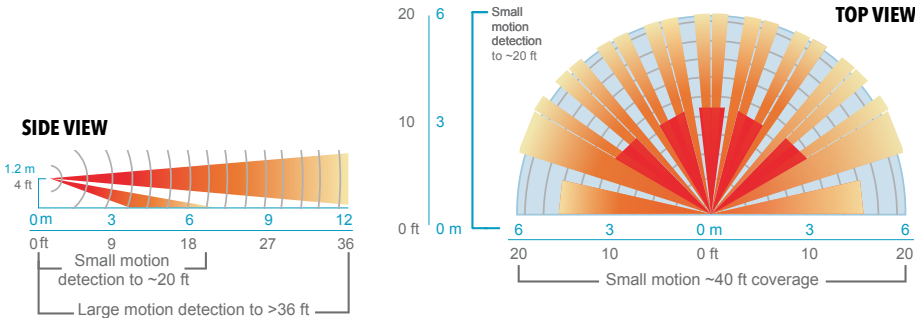 SIDE VIEW
1.2 m
4 ft
0 m 3 6 9 12
0 ft 9 18 27 36
Small motion
detection to ~20 ft
Large motion detection to >36 ft
TOP VIEW
20 6
Small
motion
detection
to ~20 ft
10 3
0 ft 0 m
6 3 0 m 3 6
20 10 0 ft 10 20
Small motion ~40 ft coverage